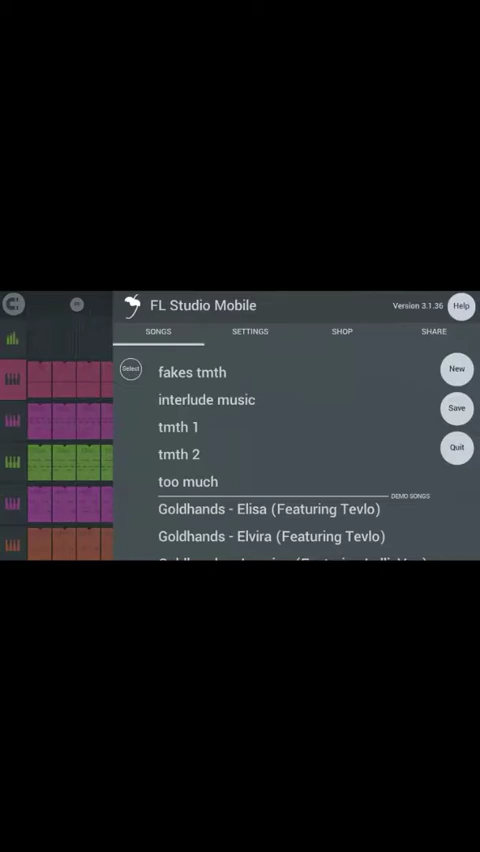 FL Studio Mobile
Version 3.1.36
Help
SONGS
SETTINGS
SHOP
SHARE
Select
fakes tmth
New
interlude music
Save
tmth 1
tmth 2
Quit
too much
DEMO SONGS
Goldhands - Elisa (Featuring Tevlo)
Goldhands - Elvira (Featuring Tevlo)